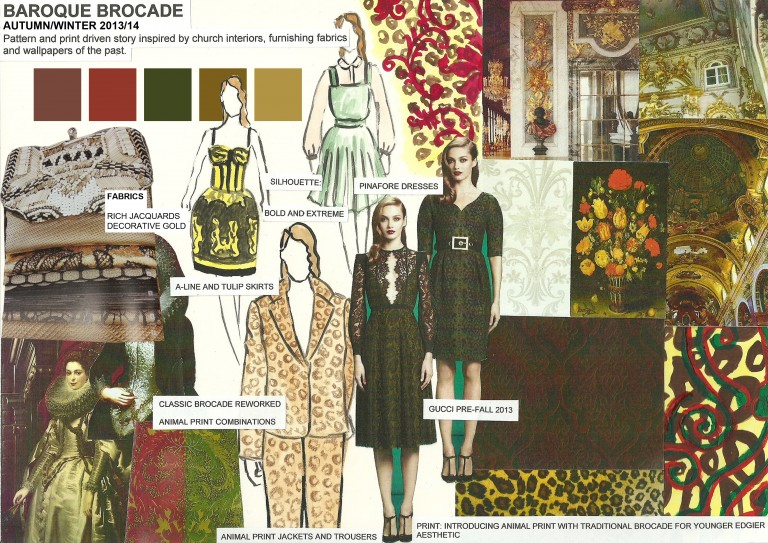 BAROQUE BROCADE
AUTUMN/WINTER 2013/14
Pattern and print driven story inspired by church interiors, furnishing fabrics
and wallpapers of the past.
SILHOUETTE:
PINAFORE DRESSES
FABRICS
RICH JACQUARDS
DECORATIVE GOLD
BOLD AND EXTREME
A-LINE AND TULIP SKIRTS
CLASSIC BROCADE REWORKED
ANIMAL PRINT COMBINATIONS
GUCCI PRE-FALL 2013
PRINT: INTRODUCING ANIMAL PRINT WITH TRADITIONAL BROCADE FOR YOUNGER EDGIER
AESTHETIC
ANIMAL PRINT JACKETS AND TROUSERS